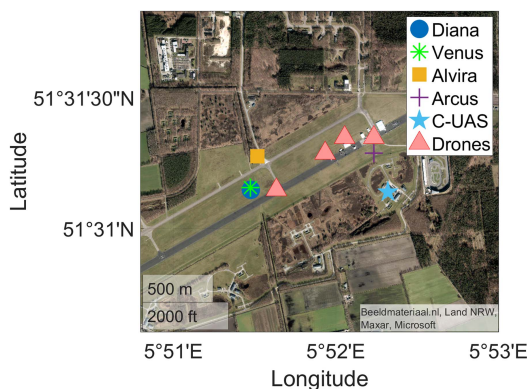 Diana
Venus
Alvira
Arcus
C-UAS
Drones
51°31'30"N
Latitude
51°31'N
500 m
2000 ft
Beeldmateriaal.nl, Land NRW,
Maxar, Microsoft
5°51'E
5°52'E
5°53'E
Longitude